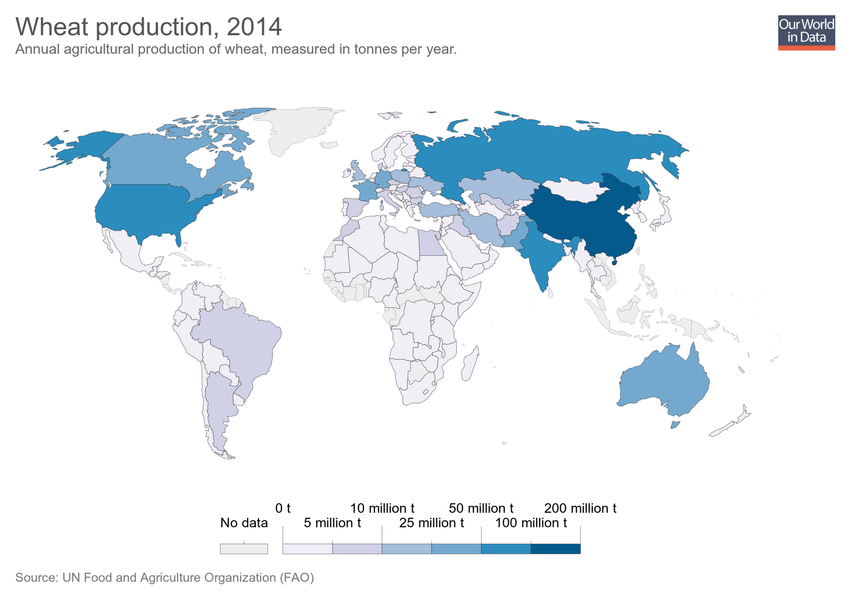 Wheat production, 2014
Annual agricultural production of wheat, measured in tonnes per year.
Our World
in Data
0 t 10 million t 50 million t 200 million t
No data 5 million t 25 million t 100 million t
Source: UN Food and Agriculture Organization (FAO)